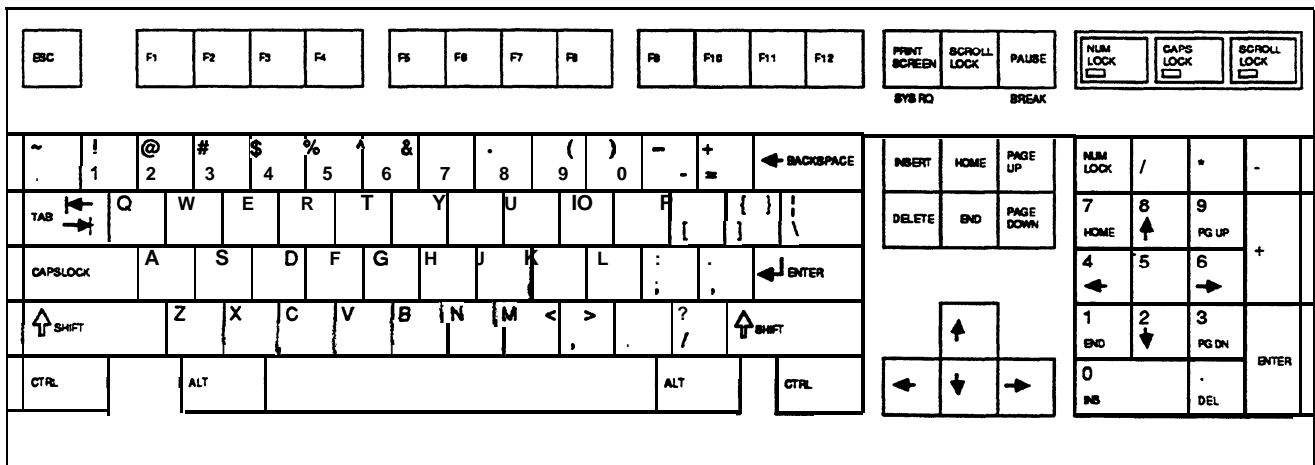 ESC F1 F2 F3 F4 F5 F6 F7 F8 F9 F10 F11 F12 PRINT SCREEN SCROLL LOCK PAUSE NUM LOCK CAPS LOCK SCROLL LOCK
SYS RQ BREAK
~ ! @ # $ % ^ & . ( ) – + ← BACKSPACE INSERT HOME PAGE UP NUM LOCK / * -
. 1 2 3 4 5 6 7 8 9 0 - =
TAB Q W E R T Y U IO P { } ¦ DELETE END PAGE DOWN 7 8 9
[ ] \ HOME ↑ PG UP +
CAPSLOCK A S D F G H J K L : . ENTER 4 5 6
; , ← →
SHIFT Z X C V B N M < > ? SHIFT ↑ 1 2 3
, . / END ↓ PG DN ENTER
CTRL ALT ALT CTRL ← ↓ → 0 .
INS DEL